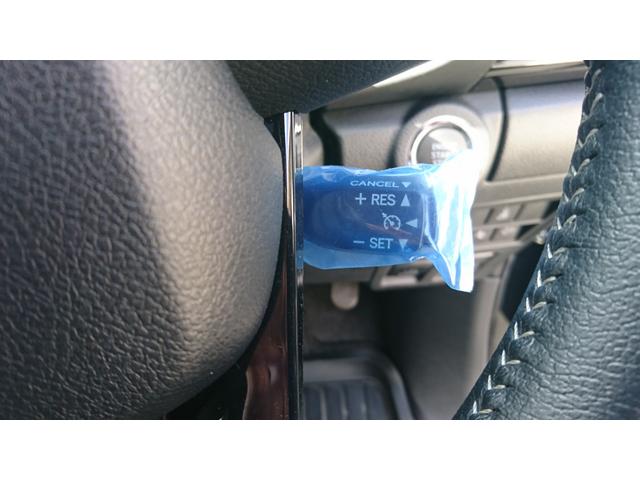 CANCEL ▼
+ RES ▲
◀
− SET ▼